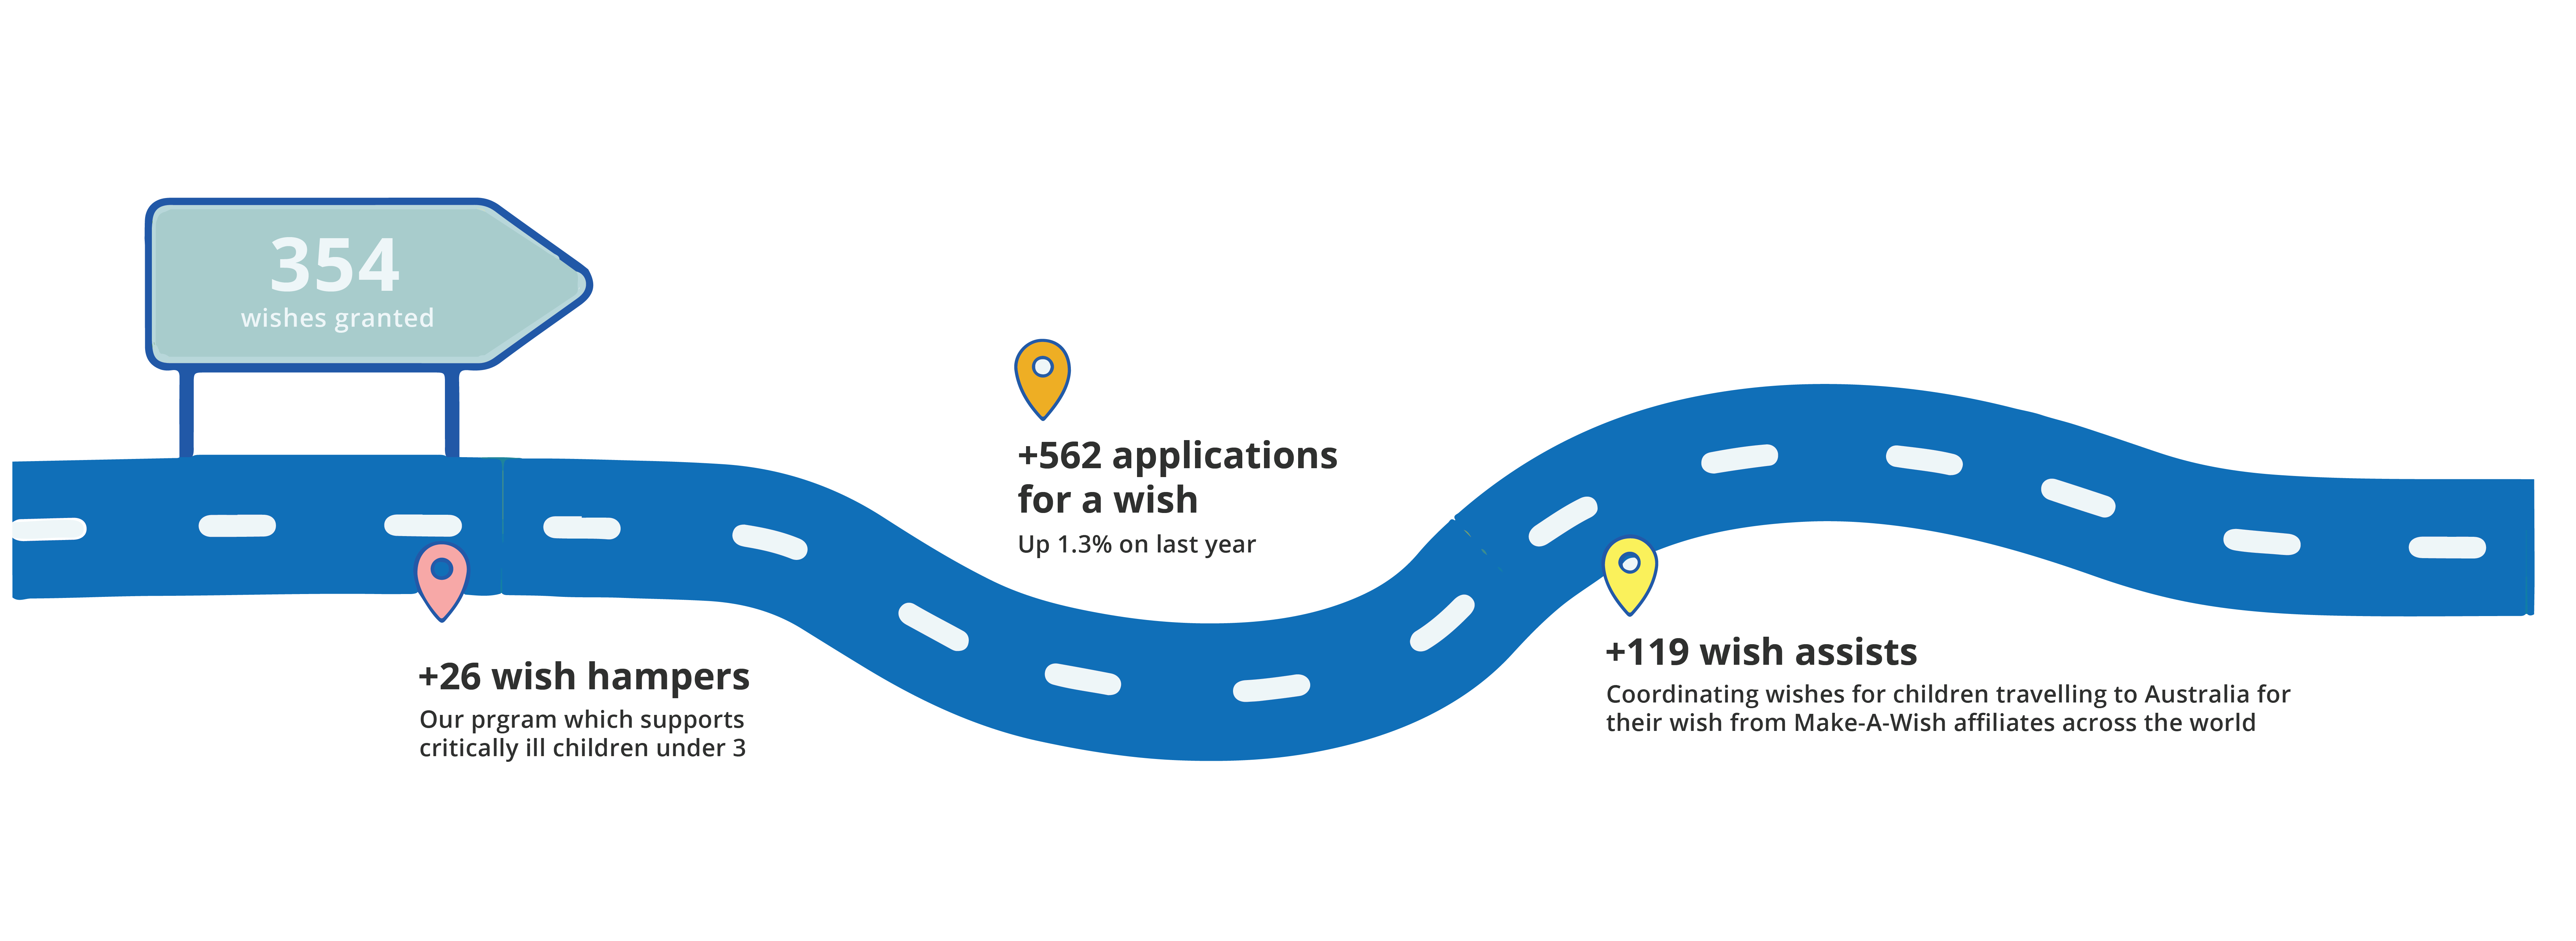 354
wishes granted
+562 applications
for a wish
Up 1.3% on last year
+26 wish hampers
Our prgram which supports
critically ill children under 3
+119 wish assists
Coordinating wishes for children travelling to Australia for
their wish from Make-A-Wish affiliates across the world